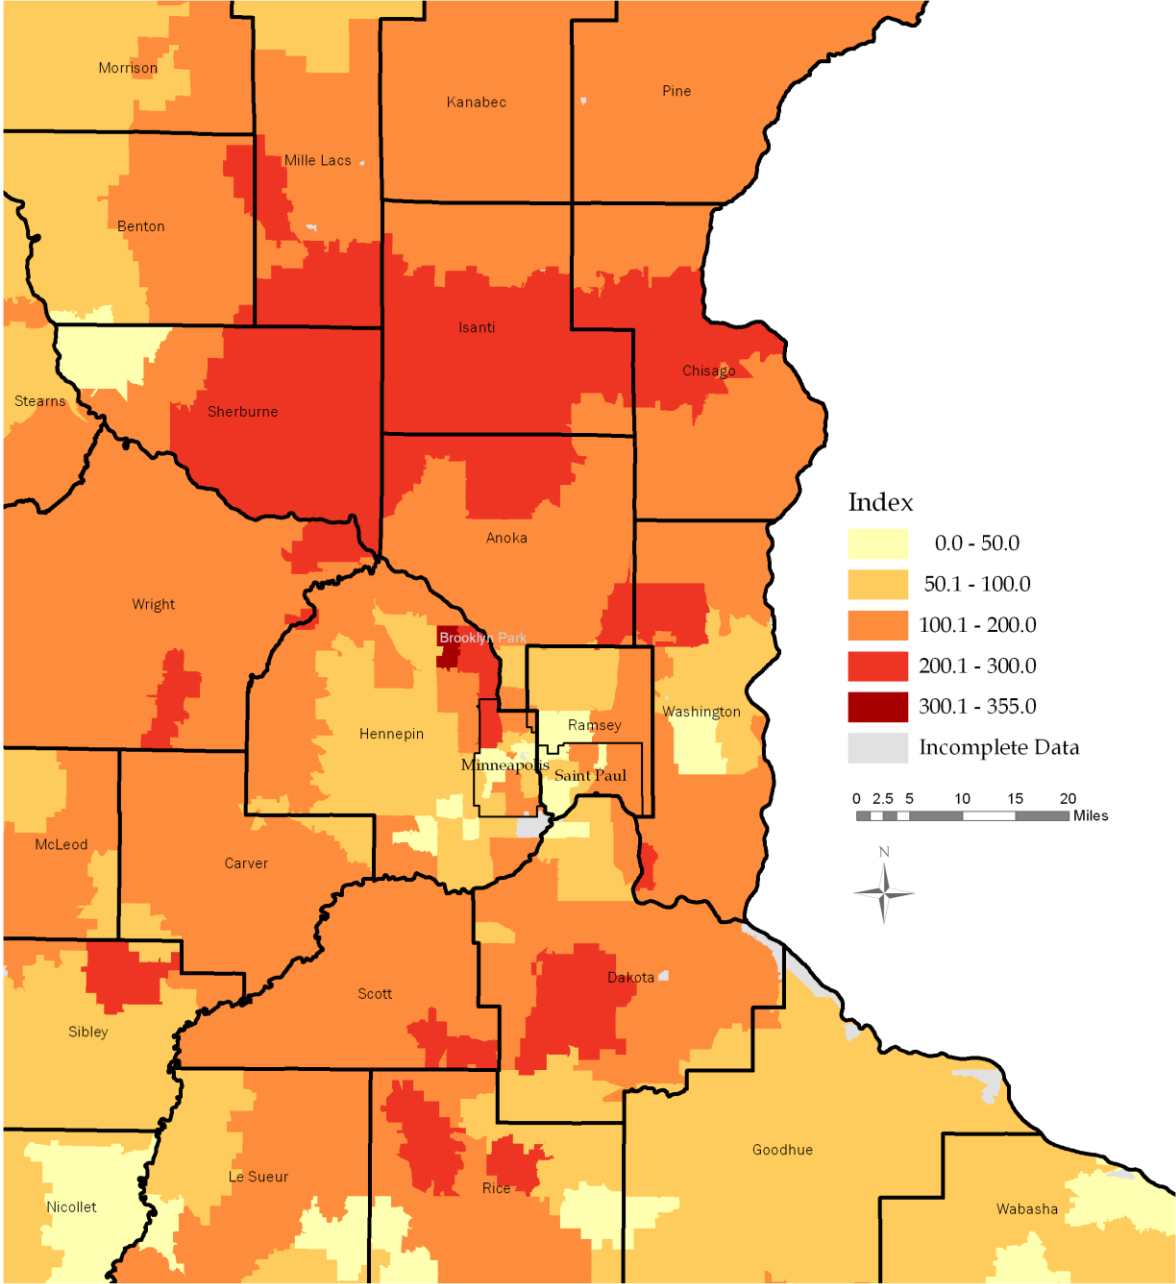 Morrison
Kanabec
Pine
Mille Lacs
Benton
Isanti
Chisago
Stearns
Sherburne
Index
0.0 - 50.0
50.1 - 100.0
100.1 - 200.0
200.1 - 300.0
300.1 - 355.0
Incomplete Data
0 2.5 5 10 15 20
Miles
N
Anoka
Wright
Brooklyn Park
Hennepin
Ramsey
Washington
Minneapolis
Saint Paul
McLeod
Carver
Scott
Dakota
Sibley
Goodhue
Le Sueur
Rice
Nicollet
Wabasha